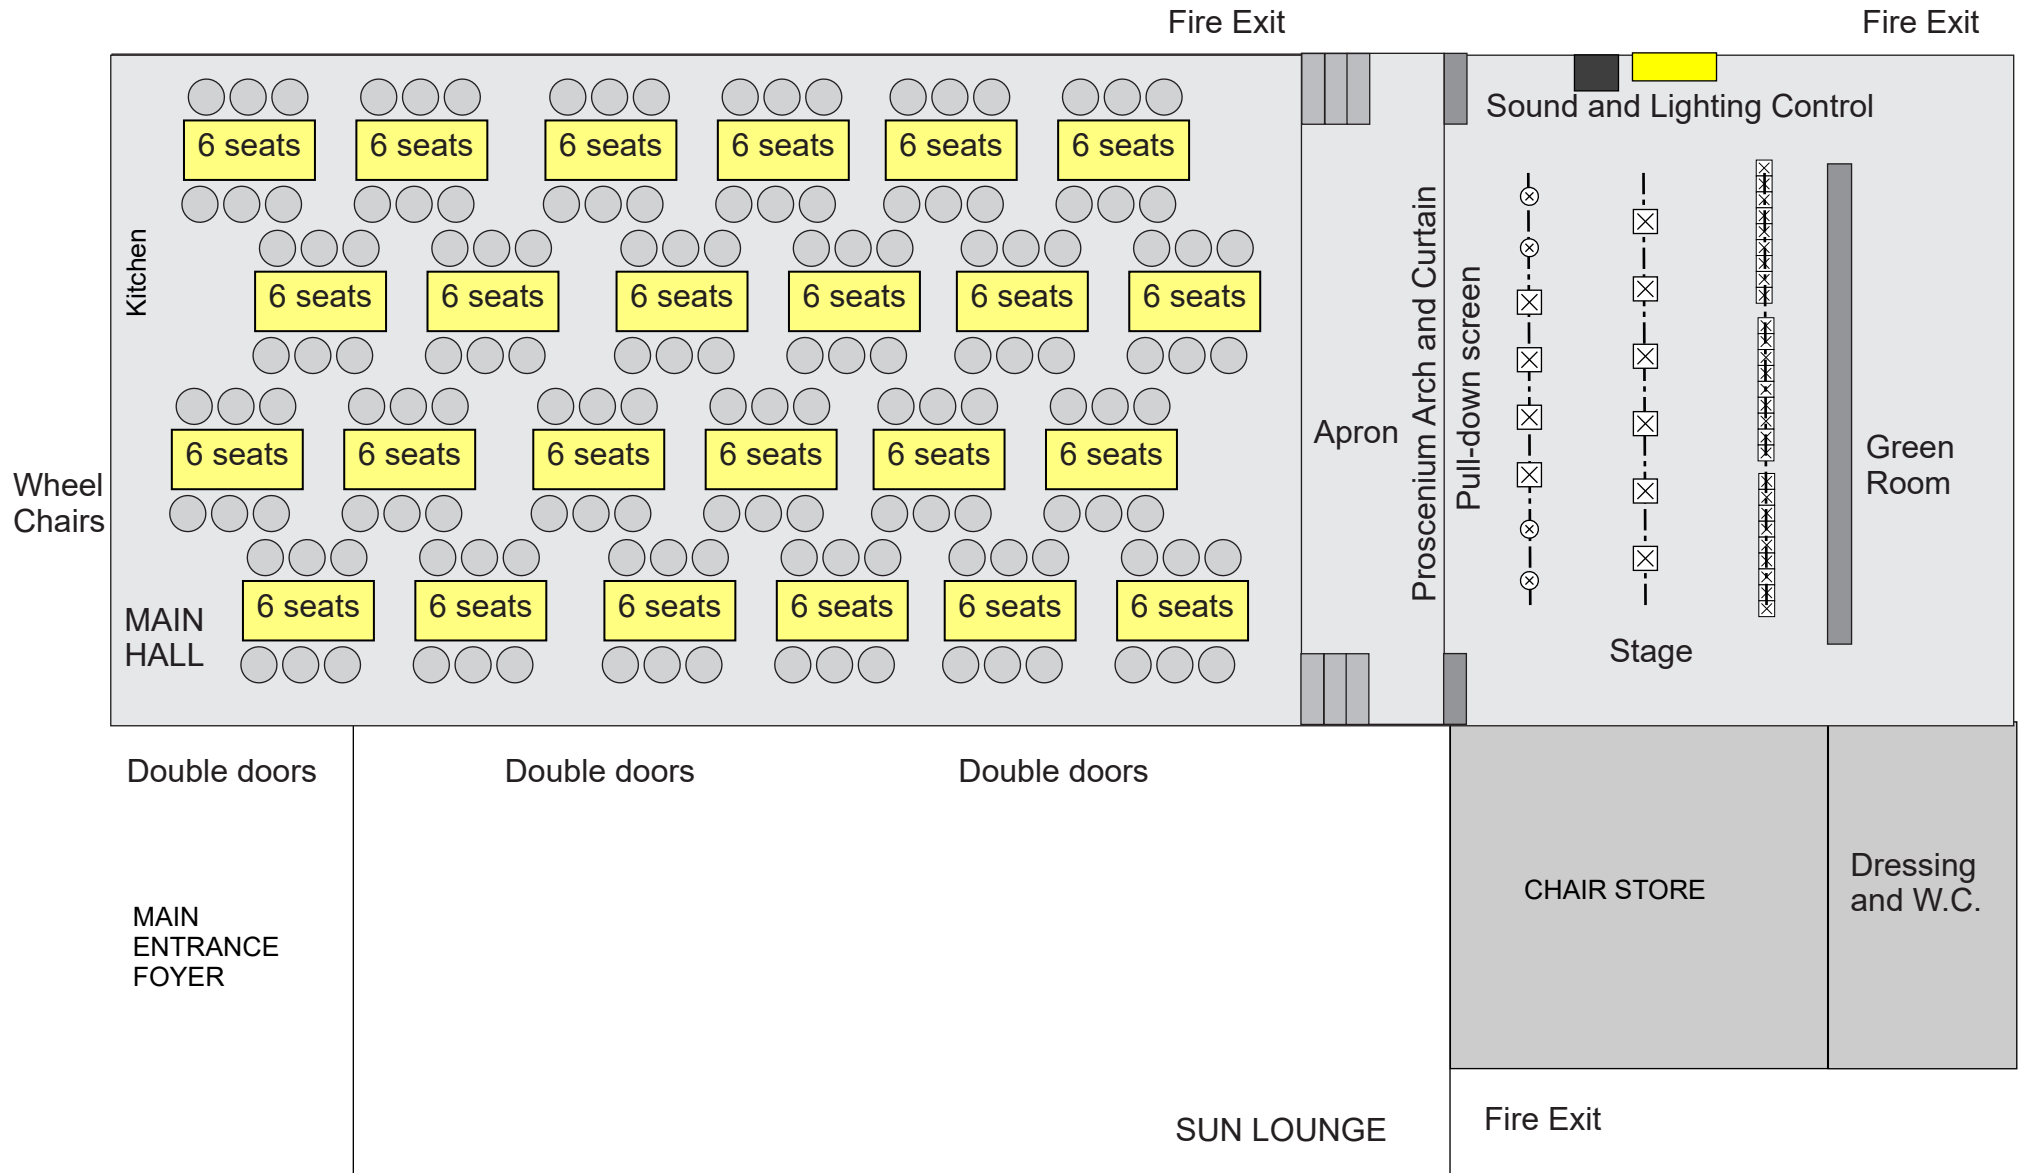 Fire Exit
Fire Exit
Sound and Lighting Control
6 seats
6 seats
6 seats
6 seats
6 seats
6 seats
Kitchen
6 seats
6 seats
6 seats
6 seats
6 seats
6 seats
Proscenium Arch and Curtain
Pull-down screen
Apron
Green
Room
6 seats
6 seats
6 seats
6 seats
6 seats
6 seats
Wheel
Chairs
6 seats
6 seats
6 seats
6 seats
6 seats
6 seats
MAIN
HALL
Stage
Double doors
Double doors
Double doors
MAIN
ENTRANCE
FOYER
CHAIR STORE
Dressing
and W.C.
SUN LOUNGE
Fire Exit